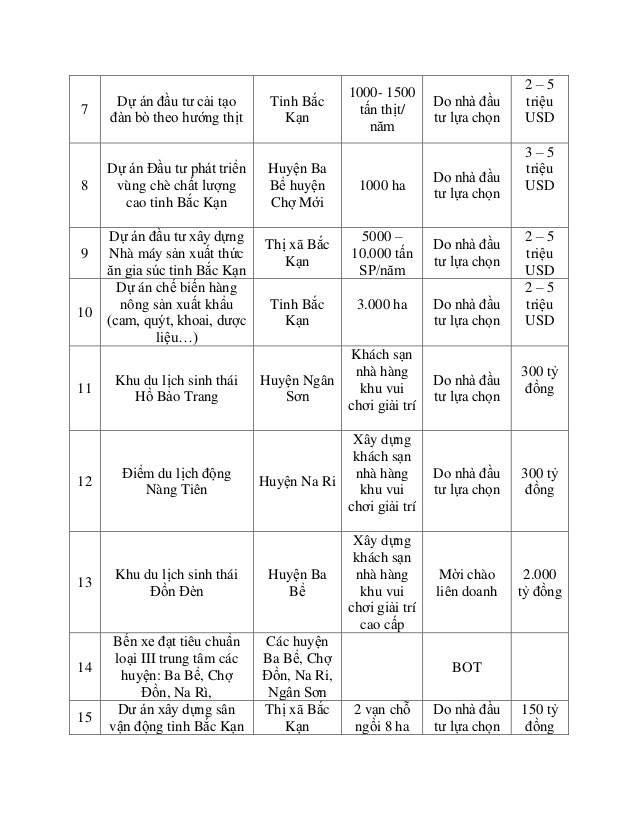 7
Dự án đầu tư cải tạo
đàn bò theo hướng thịt
Tỉnh Bắc
Kạn
1000- 1500
tấn thịt/
năm
Do nhà đầu
tư lựa chọn
2 – 5
triệu
USD
8
Dự án Đầu tư phát triển
vùng chè chất lượng
cao tỉnh Bắc Kạn
Huyện Ba
Bể huyện
Chợ Mới
1000 ha
Do nhà đầu
tư lựa chọn
3 – 5
triệu
USD
9
Dự án đầu tư xây dựng
Nhà máy sản xuất thức
ăn gia súc tỉnh Bắc Kạn
Thị xã Bắc
Kạn
5000 –
10.000 tấn
SP/năm
Do nhà đầu
tư lựa chọn
2 – 5
triệu
USD
10
Dự án chế biến hàng
nông sản xuất khẩu
(cam, quýt, khoai, dược
liệu…)
Tỉnh Bắc
Kạn
3.000 ha
Do nhà đầu
tư lựa chọn
2 – 5
triệu
USD
11
Khu du lịch sinh thái
Hồ Bảo Trang
Huyện Ngân
Sơn
Khách sạn
nhà hàng
khu vui
chơi giải trí
Do nhà đầu
tư lựa chọn
300 tỷ
đồng
12
Điểm du lịch động
Nàng Tiên
Huyện Na Ri
Xây dựng
khách sạn
nhà hàng
khu vui
chơi giải trí
Do nhà đầu
tư lựa chọn
300 tỷ
đồng
13
Khu du lịch sinh thái
Đồn Đèn
Huyện Ba
Bể
Xây dựng
khách sạn
nhà hàng
khu vui
chơi giải trí
cao cấp
Mời chào
liên doanh
2.000
tỷ đồng
14
Bến xe đạt tiêu chuẩn
loại III trung tâm các
huyện: Ba Bể, Chợ
Đồn, Na Rì,
Các huyện
Ba Bể, Chợ
Đồn, Na Ri,
Ngân Sơn
BOT
15
Dư án xây dựng sân
vận động tỉnh Bắc Kạn
Thị xã Bắc
Kạn
2 vạn chỗ
ngồi 8 ha
Do nhà đầu
tư lựa chọn
150 tỷ
đồng